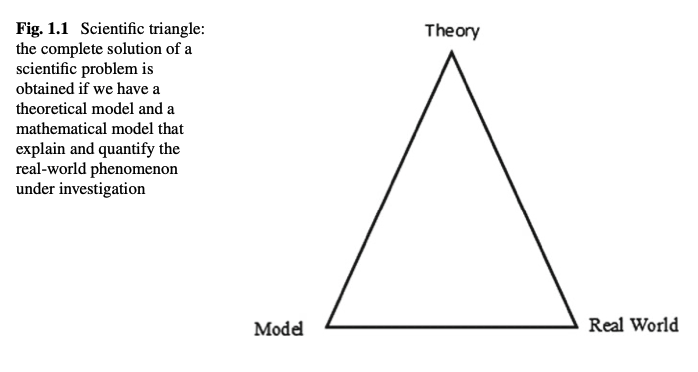 Fig. 1.1 Scientific triangle:
the complete solution of a
scientific problem is
obtained if we have a
theoretical model and a
mathematical model that
explain and quantify the
real-world phenomenon
under investigation
Theory
Model
Real World